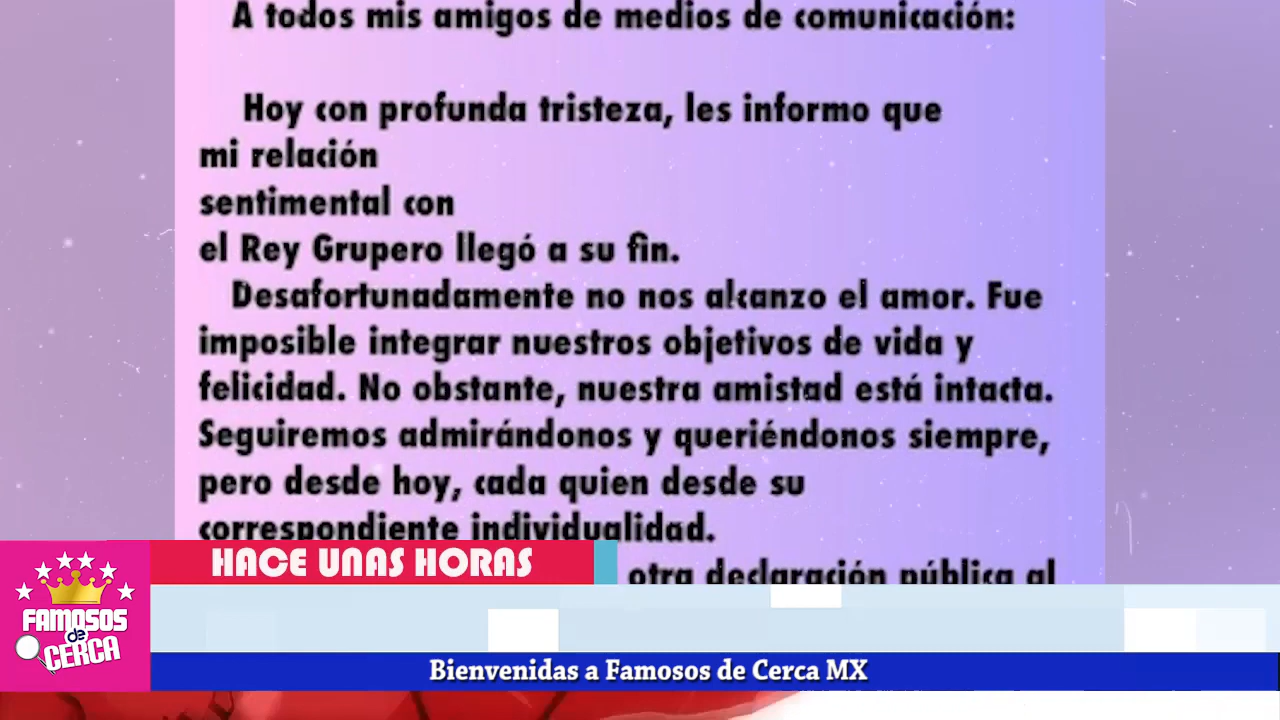 A todos mis amigos de medios de comunicación:
Hoy con profunda tristeza, les informo que
mi relación
sentimental con
el Rey Grupero llegó a su fin.
Desafortunadamente no nos alcanzo el amor. Fue
imposible integrar nuestros objetivos de vida y
felicidad. No obstante, nuestra amistad está intacta.
Seguiremos admirándonos y queriéndonos siempre,
pero desde hoy, cada quien desde su
correspondiente individualidad.
otra declaración pública al
HACE UNAS HORAS
FAMOSOS
de
CERCA
Bienvenidas a Famosos de Cerca MX